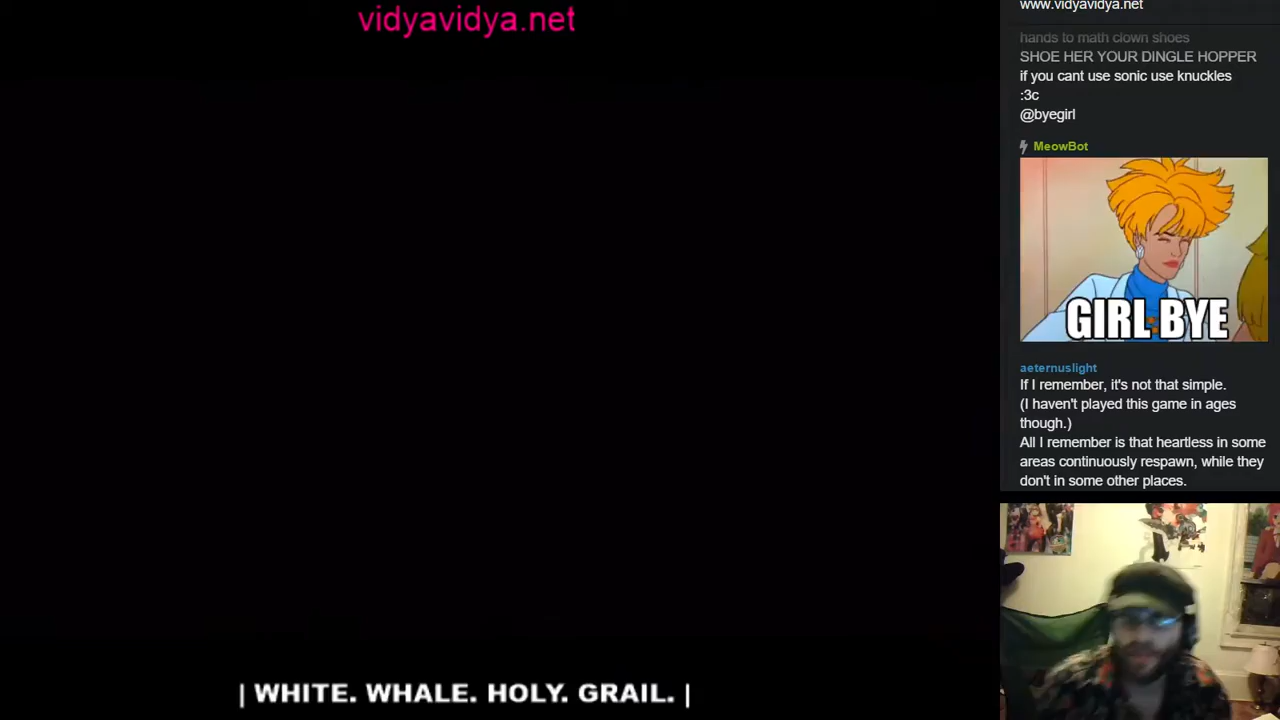 vidyavidya.net
www.vidyavidya.net
hands to math clown shoes
SHOE HER YOUR DINGLE HOPPER
if you cant use sonic use knuckles
:3c
@byegirl
MeowBot
GIRL BYE
aeternuslight
If I remember, it's not that simple.
(I haven't played this game in ages
though.)
All I remember is that heartless in some
areas continuously respawn, while they
don't in some other places.
| WHITE. WHALE. HOLY. GRAIL. |